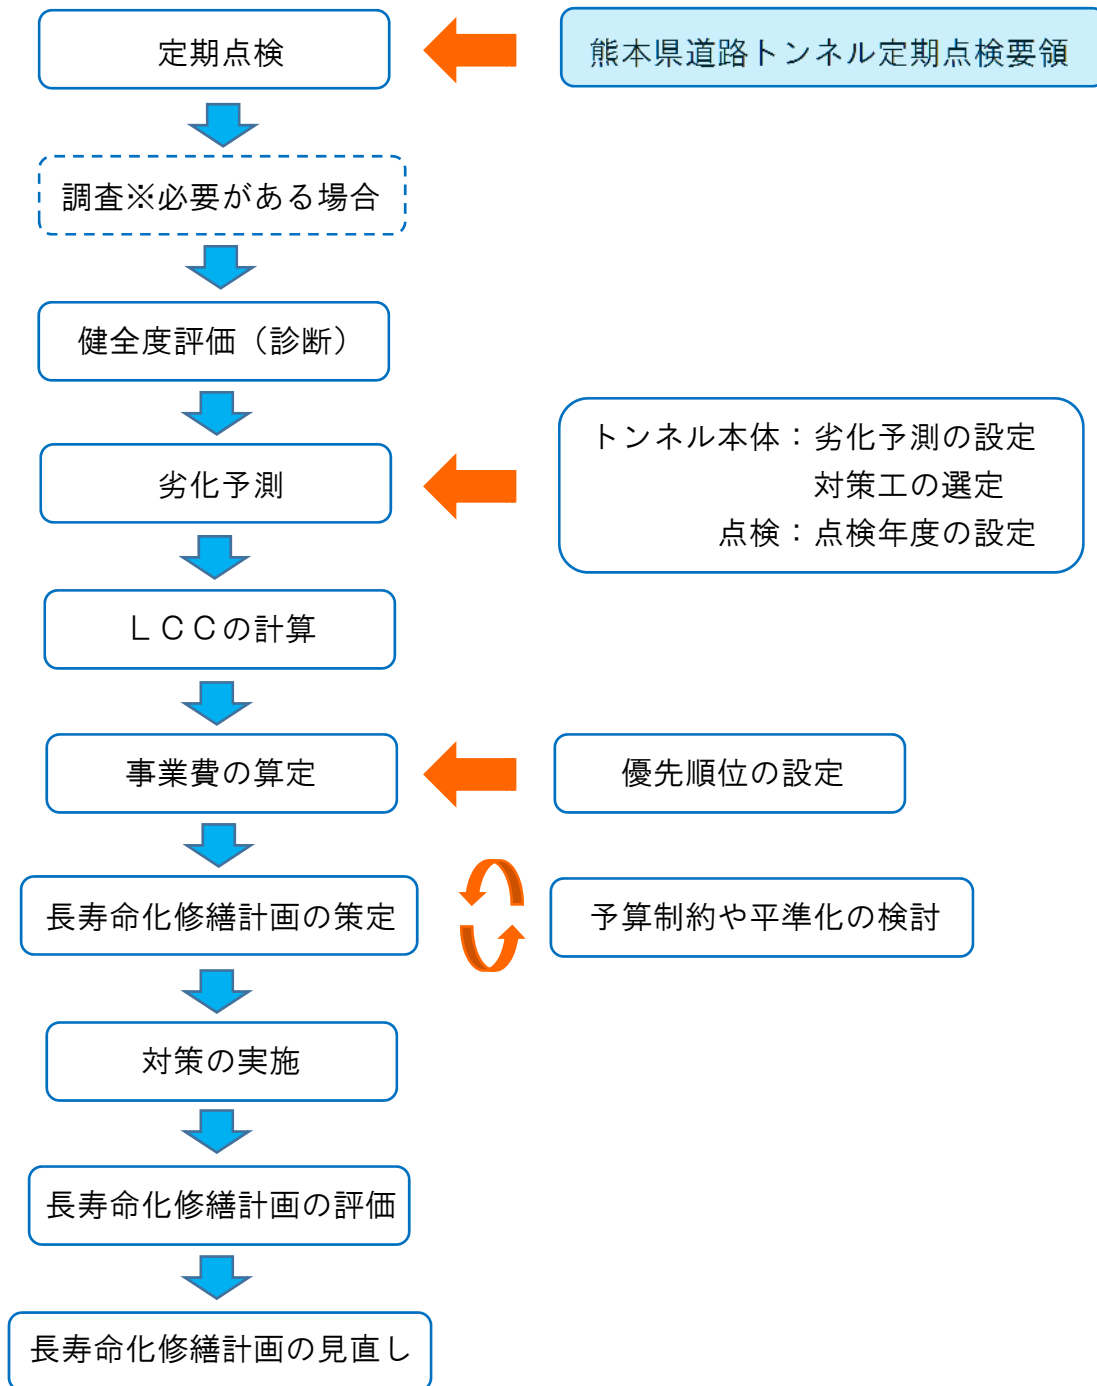 定期点検
熊本県道路トンネル定期点検要領
調査※必要がある場合
健全度評価（診断）
劣化予測
トンネル本体：劣化予測の設定
対策工の選定
点検：点検年度の設定
ＬＣＣの計算
事業費の算定
優先順位の設定
長寿命化修繕計画の策定
予算制約や平準化の検討
対策の実施
長寿命化修繕計画の評価
長寿命化修繕計画の見直し